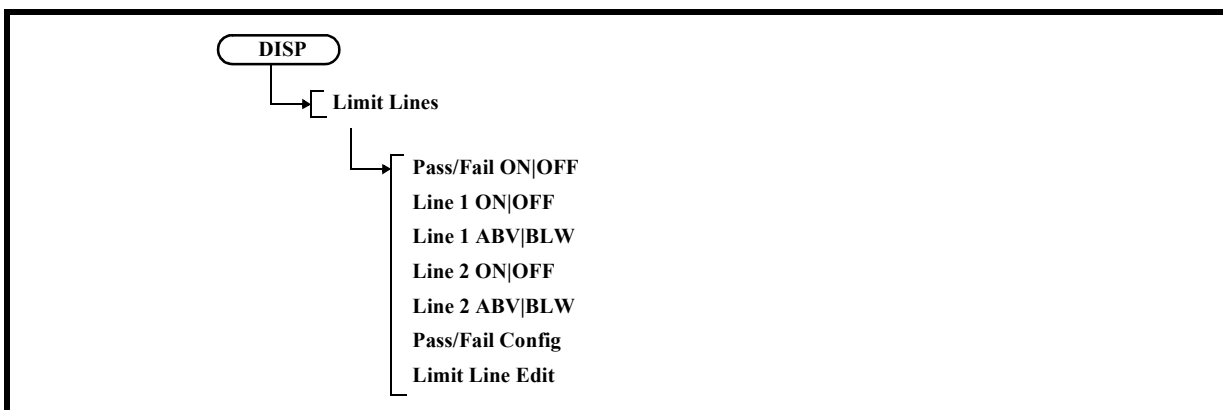 DISP
Limit Lines
Pass/Fail ON|OFF
Line 1 ON|OFF
Line 1 ABV|BLW
Line 2 ON|OFF
Line 2 ABV|BLW
Pass/Fail Config
Limit Line Edit